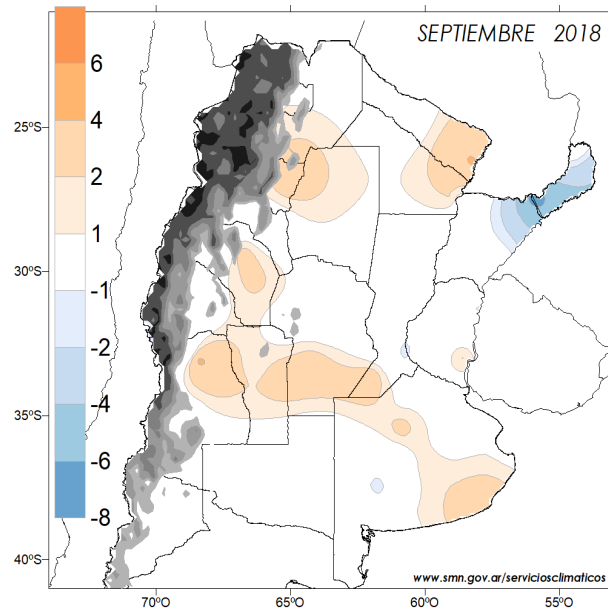 SEPTIEMBRE 2018
6
4
2
1
-1
-2
-4
-6
-8
25ºS
30ºS
35ºS
40ºS
70ºO
65ºO
60ºO
55ºO
www.smn.gov.ar/serviciosclimaticos